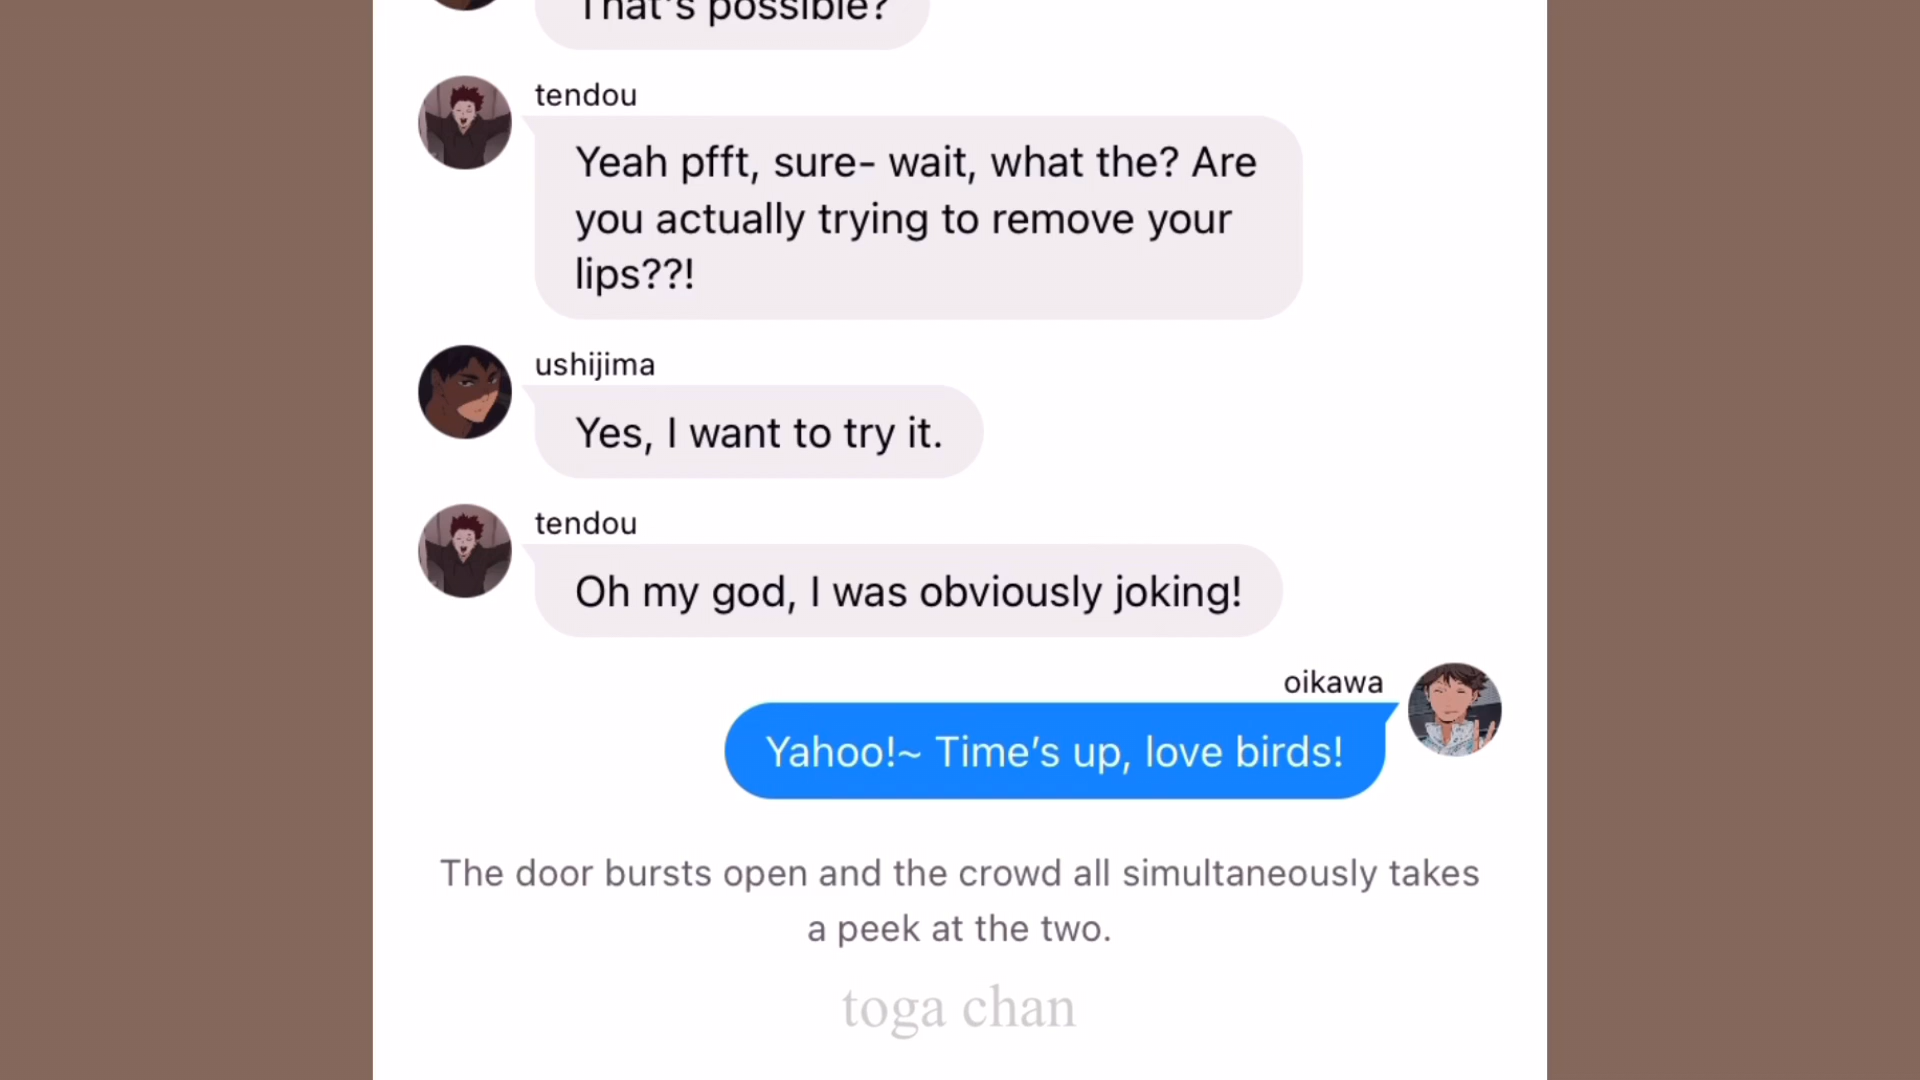 That's possible?
tendou
Yeah pfft, sure- wait, what the? Are
you actually trying to remove your
lips??!
ushijima
Yes, I want to try it.
tendou
Oh my god, I was obviously joking!
oikawa
Yahoo!~ Time’s up, love birds!
The door bursts open and the crowd all simultaneously takes
a peek at the two.
toga chan